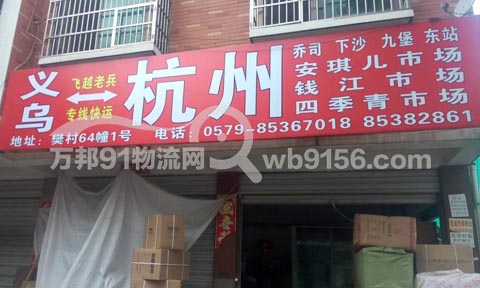 义乌
飞越老兵
专线快运
杭州
乔司 下沙 九堡 东站
安琪儿市场
钱江市场
四季青市场
地址：樊村64幢1号 电话：0579-85367018 85382861
万邦91物流网 wb9156.com